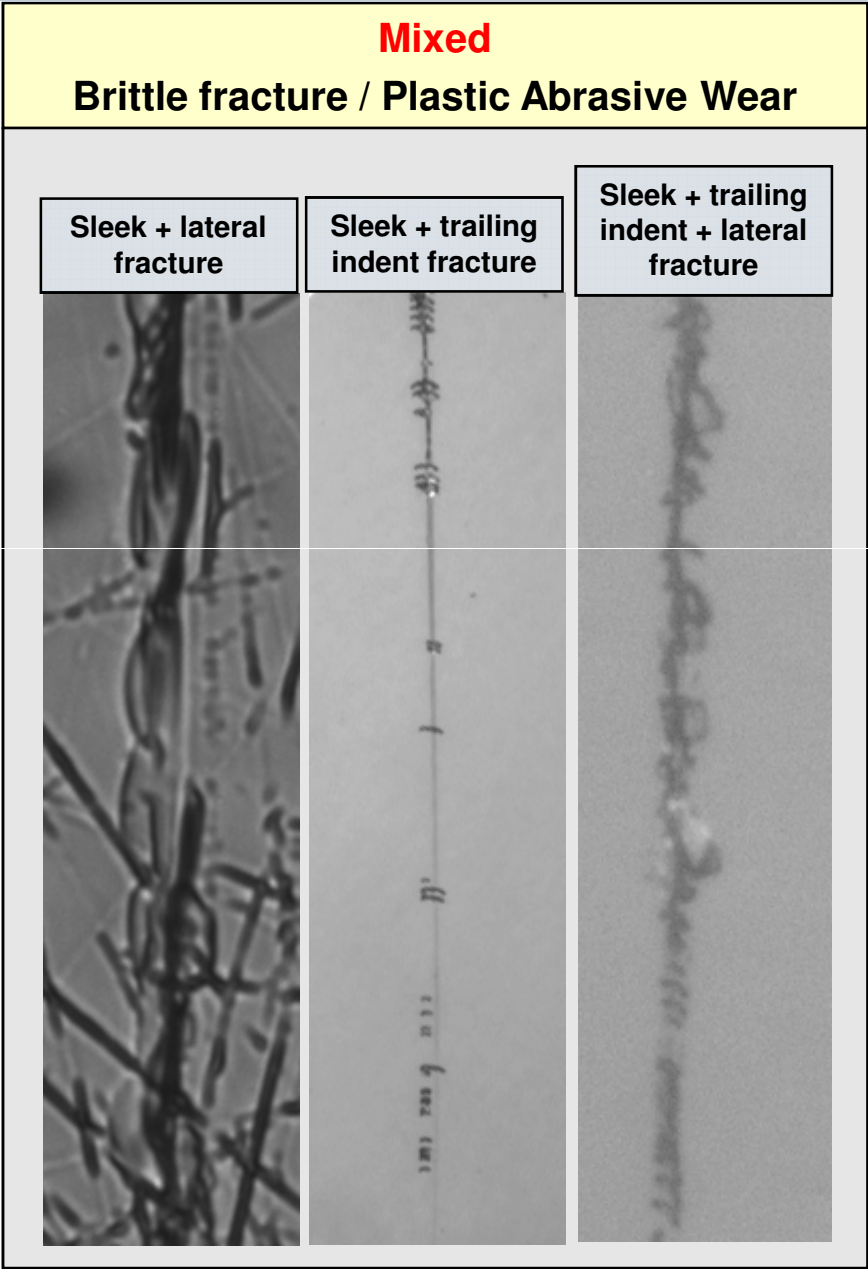 Mixed
Brittle fracture / Plastic Abrasive Wear
Sleek + lateral
fracture
Sleek + trailing
indent fracture
Sleek + trailing
indent + lateral
fracture